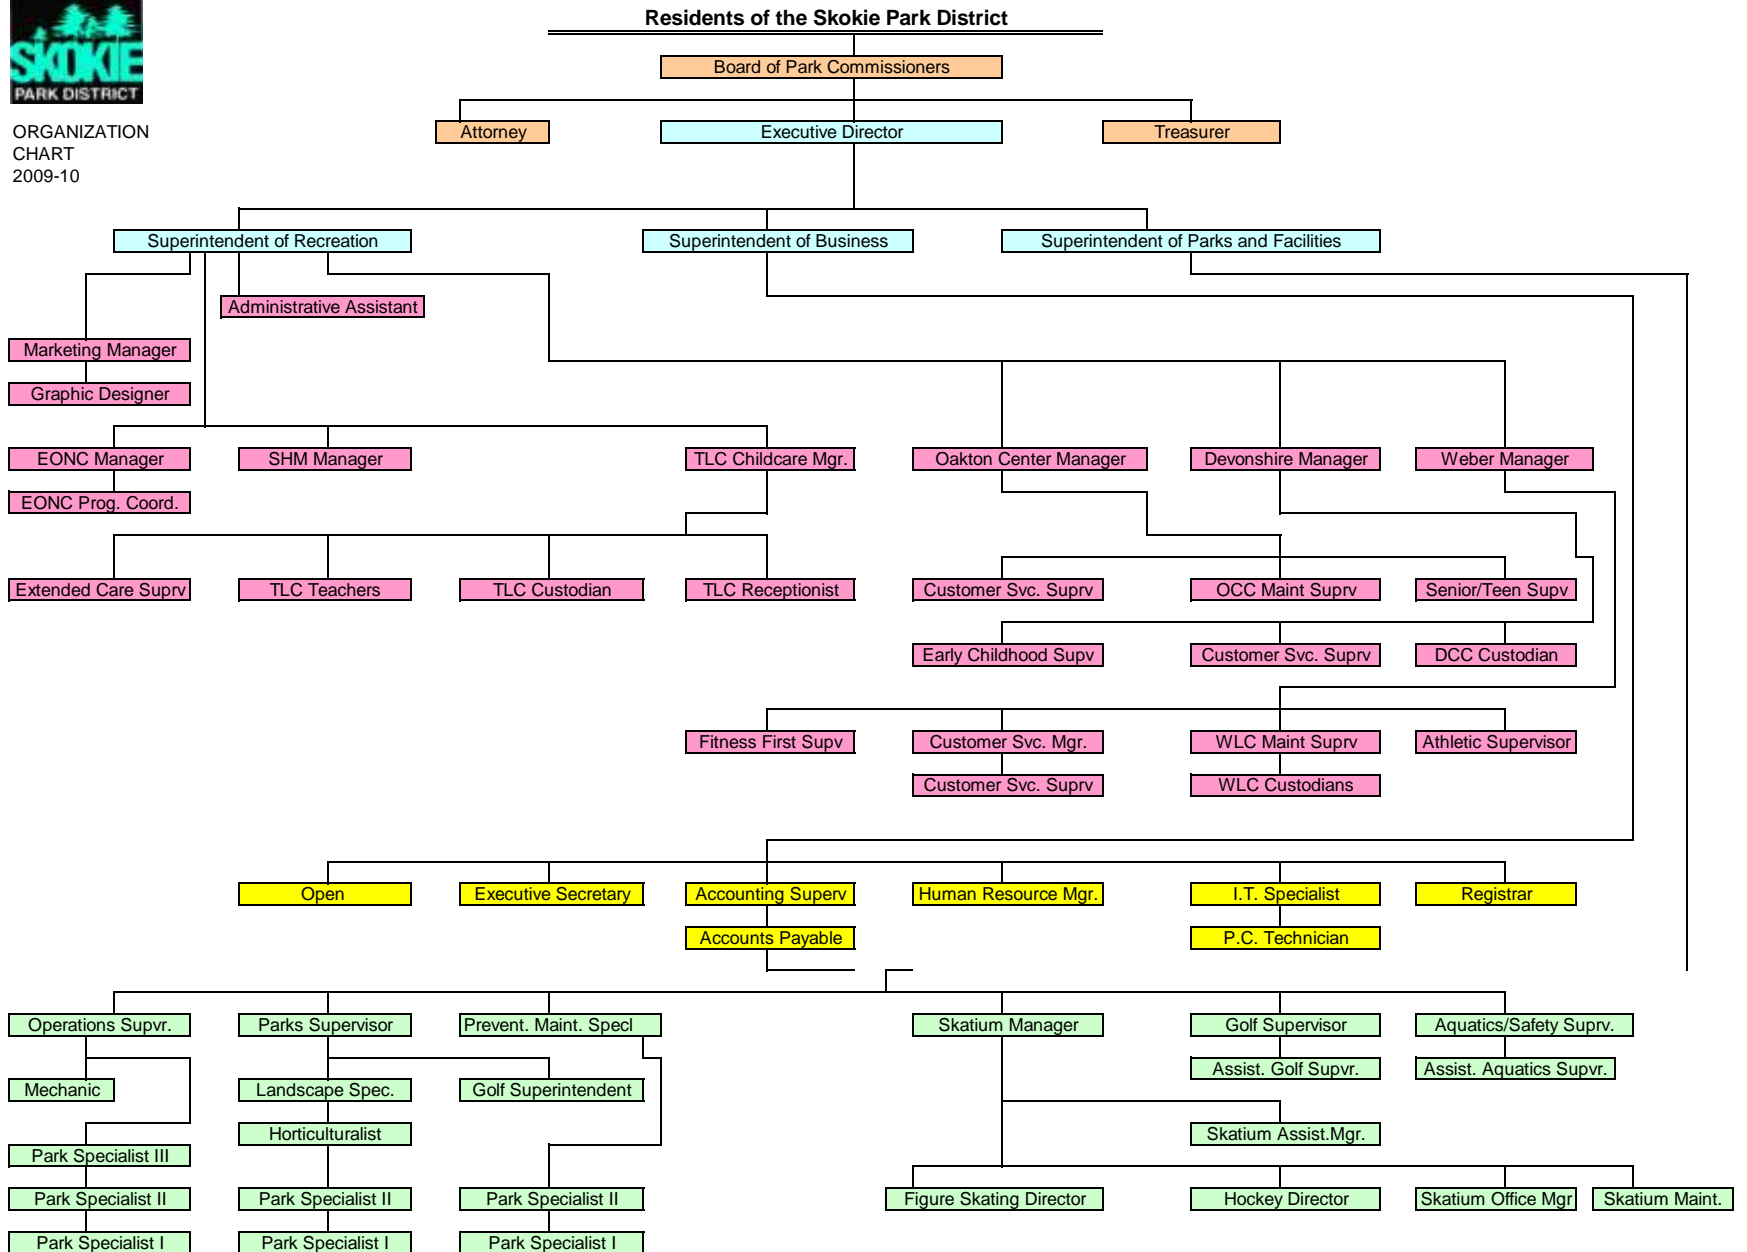 SKOKIE
PARK DISTRICT
ORGANIZATION
CHART
2009-10
Residents of the Skokie Park District
Board of Park Commissioners
Attorney
Executive Director
Treasurer
Superintendent of Recreation
Superintendent of Business
Superintendent of Parks and Facilities
Administrative Assistant
Marketing Manager
Graphic Designer
EONC Manager
SHM Manager
TLC Childcare Mgr.
Oakton Center Manager
Devonshire Manager
Weber Manager
EONC Prog. Coord.
Extended Care Suprv
TLC Teachers
TLC Custodian
TLC Receptionist
Customer Svc. Suprv
OCC Maint Suprv
Senior/Teen Supv
Early Childhood Supv
Customer Svc. Suprv
DCC Custodian
Fitness First Supv
Customer Svc. Mgr.
WLC Maint Suprv
Athletic Supervisor
Customer Svc. Suprv
WLC Custodians
Open
Executive Secretary
Accounting Superv
Human Resource Mgr.
I.T. Specialist
Registrar
Accounts Payable
P.C. Technician
Operations Supvr.
Parks Supervisor
Prevent. Maint. Specl
Skatium Manager
Golf Supervisor
Aquatics/Safety Suprv.
Assist. Golf Supvr.
Assist. Aquatics Supvr.
Mechanic
Landscape Spec.
Golf Superintendent
Horticulturalist
Skatium Assist.Mgr.
Park Specialist III
Park Specialist II
Park Specialist II
Park Specialist II
Figure Skating Director
Hockey Director
Skatium Office Mgr
Skatium Maint.
Park Specialist I
Park Specialist I
Park Specialist I